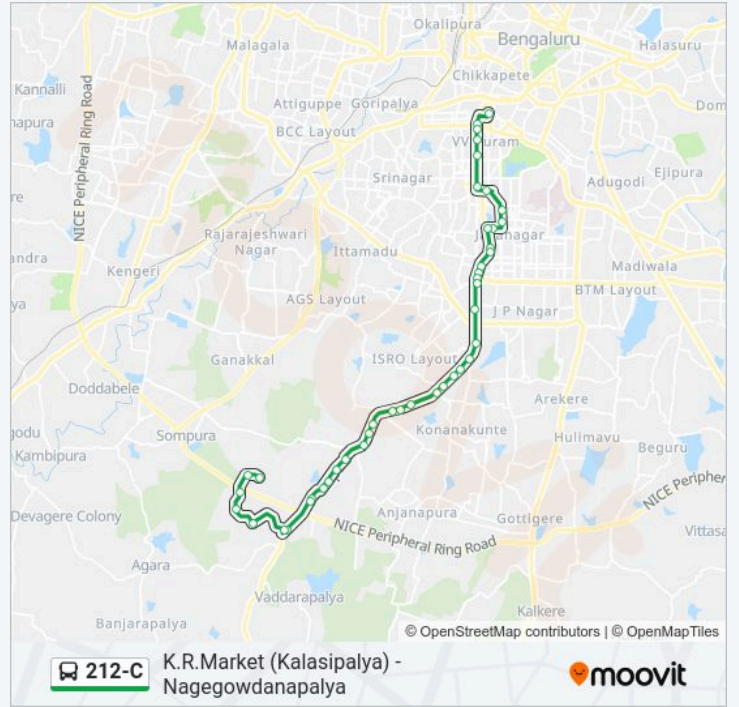 Okalipura
Bengaluru
Halasuru
Malagala
Chikkapete
Kannalli
Attiguppe
Goripalya
Dom
napura
BCC Layout
VV Puram
Srinagar
Ejipura
Adugodi
NICE Peripheral Ring Road
re
Rajarajeshwari
Nagar
Ittamadu
Madiwala
andra
Kengeri
BTM Layout
AGS Layout
ya
J P Nagar
Ganakkal
ISRO Layout
Doddabele
Arekere
Konanakunte
Hulimavu
Sompura
Beguru
godu
Kambipura
NICE Peripher
Devagere Colony
Anjanapura
Gottigere
NICE Peripheral Ring Road
Vittasa
Agara
Vaddarapalya
Kalkere
Banjarapalya
© OpenStreetMap contributors | © OpenMapTiles
212-C
K.R.Market (Kalasipalya) -
Nagegowdanapalya
moovit